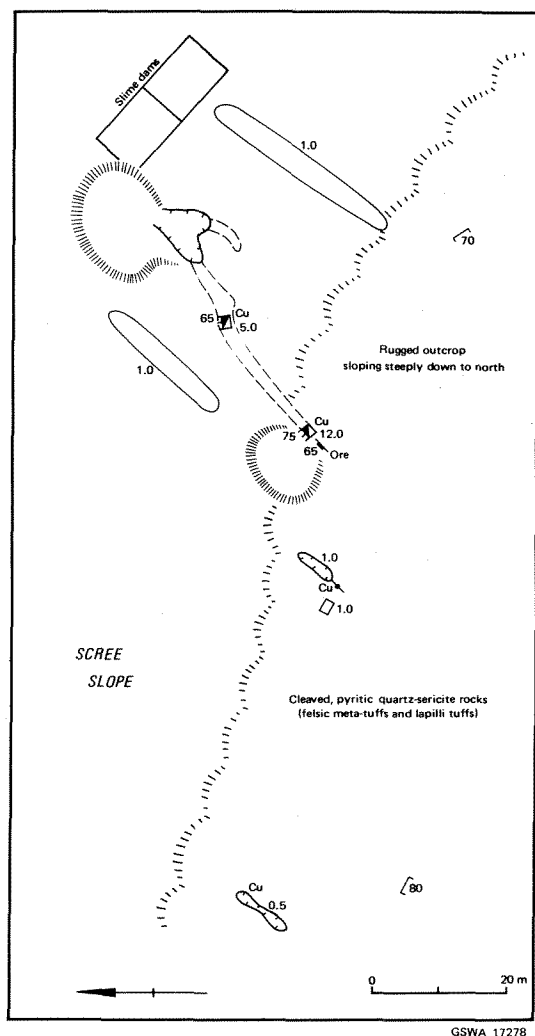 Slime dams
1.0
70
65
Cu
5.0
Rugged outcrop
sloping steeply down to north
1.0
Cu
75
12.0
65
Ore
1.0
Cu
1.0
SCREE
SLOPE
Cleaved, pyritic quartz-sericite rocks
(felsic meta-tuffs and lapilli tuffs)
80
Cu
0.5
0
20 m
GSWA 17278